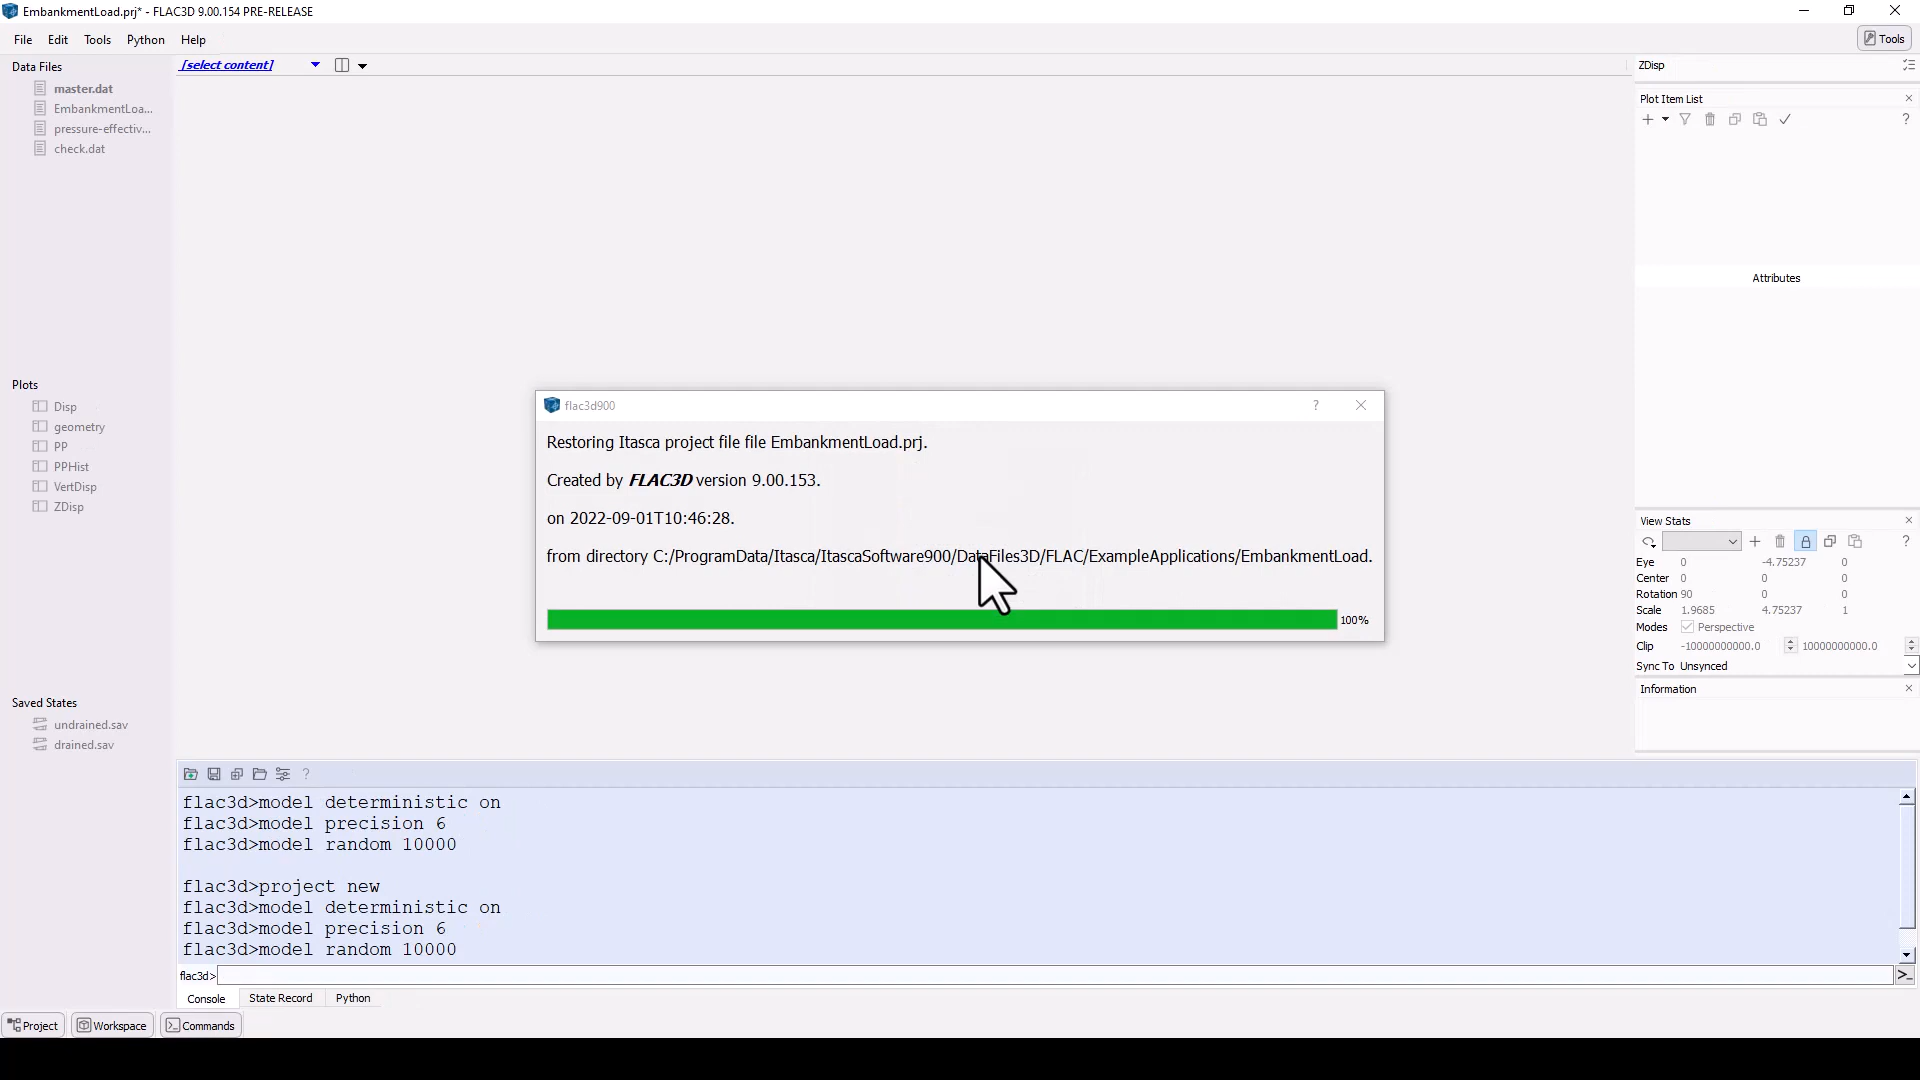 EmbankmentLoad.prj* - FLAC3D 9.00.154 PRE-RELEASE
File Edit Tools Python Help
Tools
Data Files
master.dat
EmbankmentLoa...
pressure-effectiv...
check.dat
Plots
Disp
geometry
PP
PPHist
VertDisp
ZDisp
Saved States
undrained.sav
drained.sav
[select content]
flac3d900
?
Restoring Itasca project file file EmbankmentLoad.prj.
Created by FLAC3D version 9.00.153.
on 2022-09-01T10:46:28.
from directory C:/ProgramData/Itasca/ItascaSoftware900/DataFiles3D/FLAC/ExampleApplications/EmbankmentLoad.
100%
ZDisp
Plot Item List
?
Attributes
View Stats
?
Eye 0 -4.75237 0
Center 0 0 0
Rotation 90 0 0
Scale 1.9685 4.75237 1
Modes Perspective
Clip -10000000000.0 10000000000.0
Sync To Unsynced
Information
?
flac3d>model deterministic on
flac3d>model precision 6
flac3d>model random 10000
flac3d>project new
flac3d>model deterministic on
flac3d>model precision 6
flac3d>model random 10000
flac3d>
>_
Console State Record Python
Project Workspace Commands